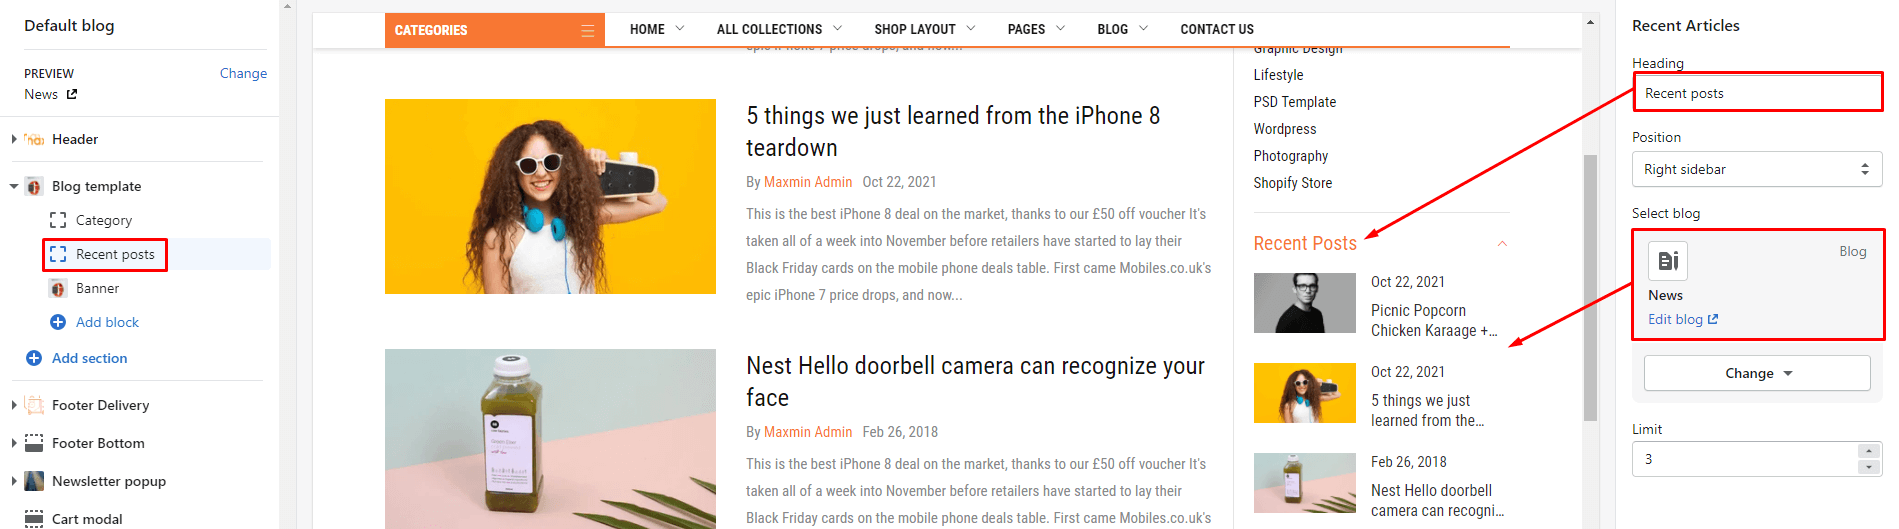 Default blog
PREVIEW
Change
News
Header
Blog template
Category
Recent posts
Banner
Add block
Add section
Footer Delivery
Footer Bottom
Newsletter popup
Cart modal
CATEGORIES
HOME
ALL COLLECTIONS
SHOP LAYOUT
PAGES
BLOG
CONTACT US
epic iPhone 7 price drops, and now...
5 things we just learned from the iPhone 8
teardown
By Maxmin Admin Oct 22, 2021
This is the best iPhone 8 deal on the market, thanks to our £50 off voucher It's
taken all of a week into November before retailers have started to lay their
Black Friday cards on the mobile phone deals table. First came Mobiles.co.uk's
epic iPhone 7 price drops, and now...
Nest Hello doorbell camera can recognize your
face
By Maxmin Admin Feb 26, 2018
This is the best iPhone 8 deal on the market, thanks to our £50 off voucher It's
taken all of a week into November before retailers have started to lay their
Black Friday cards on the mobile phone deals table. First came Mobiles.co.uk's
Graphic Design
Lifestyle
PSD Template
Wordpress
Photography
Shopify Store
Recent Posts
Oct 22, 2021
Picnic Popcorn
Chicken Karaage +...
Oct 22, 2021
5 things we just
learned from the...
Feb 26, 2018
Nest Hello doorbell
camera can recogni...
Recent Articles
Heading
Recent posts
Position
Right sidebar
Select blog
Blog
News
Edit blog
Change
Limit
3